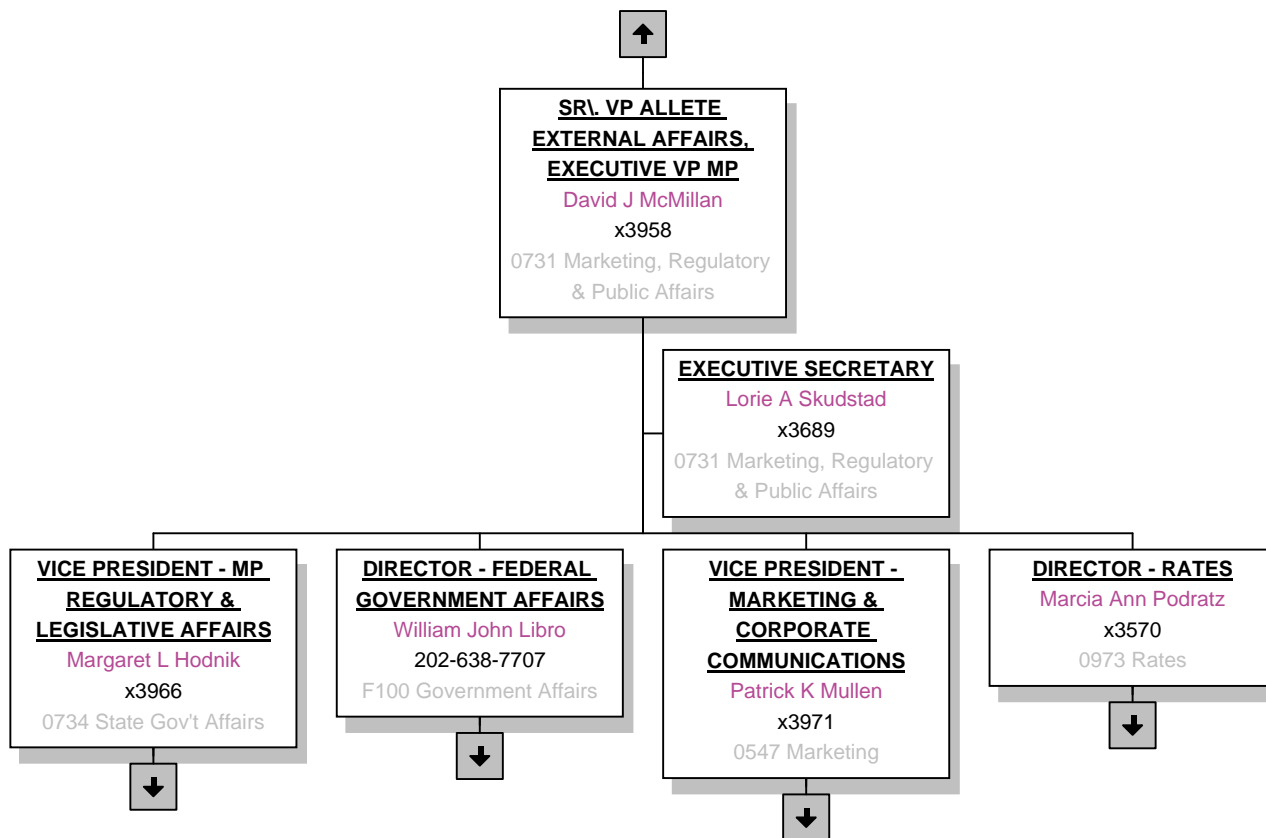 SR\. VP ALLETE
EXTERNAL AFFAIRS,
EXECUTIVE VP MP
David J McMillan
x3958
0731 Marketing, Regulatory
& Public Affairs
EXECUTIVE SECRETARY
Lorie A Skudstad
x3689
0731 Marketing, Regulatory
& Public Affairs
VICE PRESIDENT - MP
REGULATORY &
LEGISLATIVE AFFAIRS
Margaret L Hodnik
x3966
0734 State Gov't Affairs
DIRECTOR - FEDERAL
GOVERNMENT AFFAIRS
William John Libro
202-638-7707
F100 Government Affairs
VICE PRESIDENT -
MARKETING &
CORPORATE
COMMUNICATIONS
Patrick K Mullen
x3971
0547 Marketing
DIRECTOR - RATES
Marcia Ann Podratz
x3570
0973 Rates